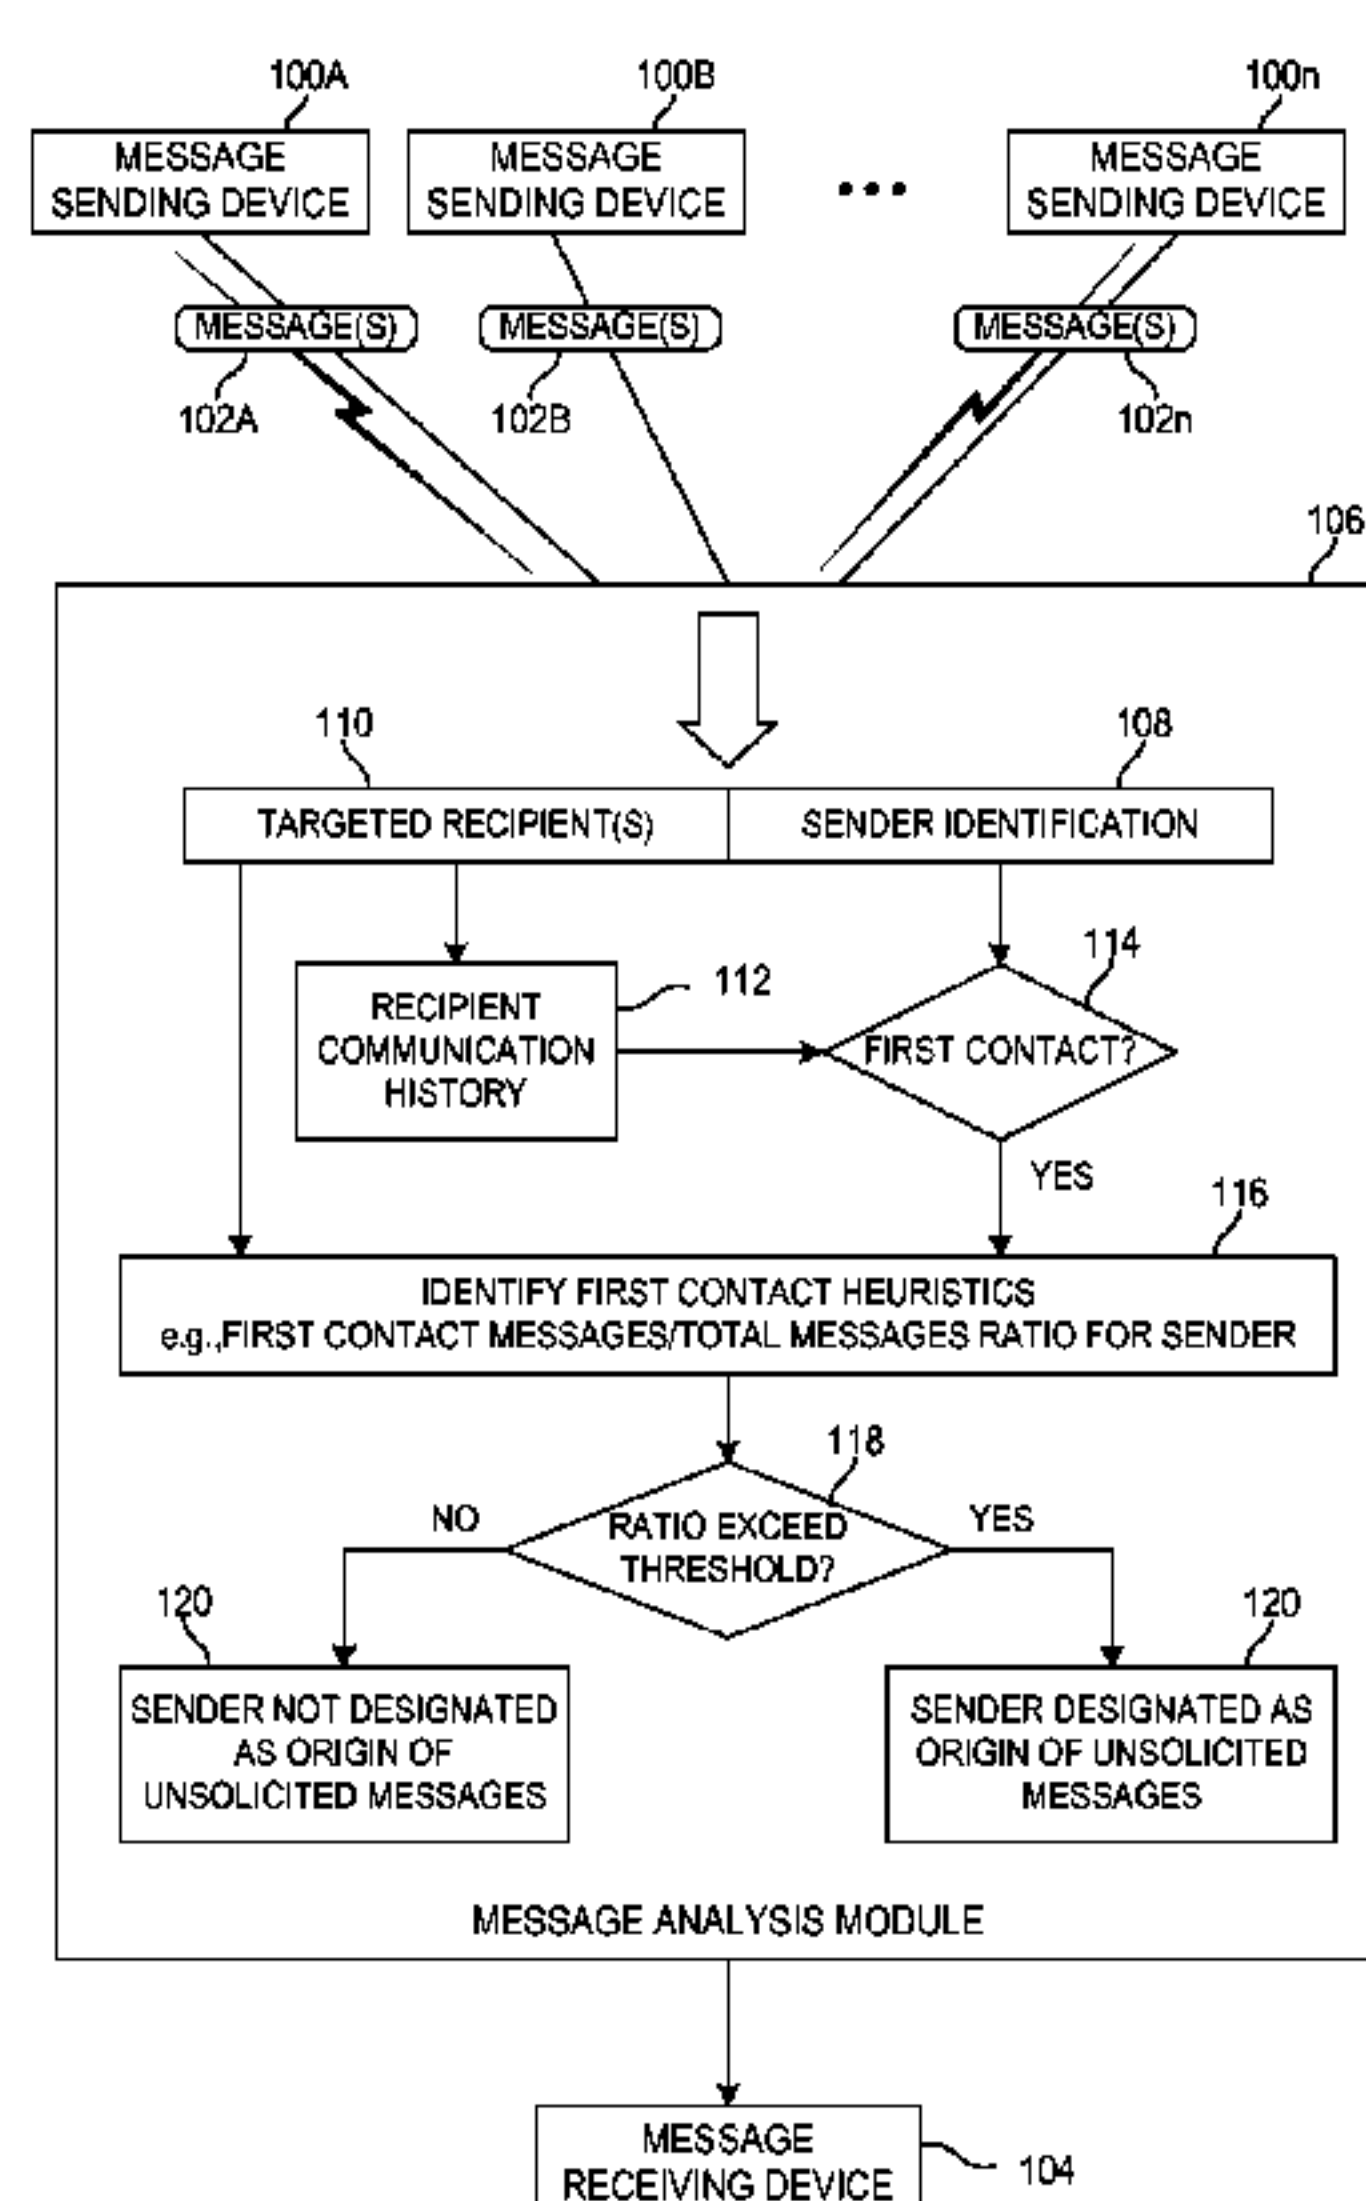 100A
100B
100n
MESSAGE
SENDING DEVICE
MESSAGE
SENDING DEVICE
MESSAGE
SENDING DEVICE
MESSAGE(S)
MESSAGE(S)
MESSAGE(S)
102A
102B
102n
106
110
108
TARGETED RECIPIENT(S)
SENDER IDENTIFICATION
114
112
RECIPIENT
COMMUNICATION
HISTORY
FIRST CONTACT?
YES
116
IDENTIFY FIRST CONTACT HEURISTICS
e.g.,FIRST CONTACT MESSAGES/TOTAL MESSAGES RATIO FOR SENDER
118
NO
RATIO EXCEED
THRESHOLD?
YES
120
120
SENDER NOT DESIGNATED
AS ORIGIN OF
UNSOLICITED MESSAGES
SENDER DESIGNATED AS
ORIGIN OF UNSOLICITED
MESSAGES
MESSAGE ANALYSIS MODULE
MESSAGE
RECEIVING DEVICE
104